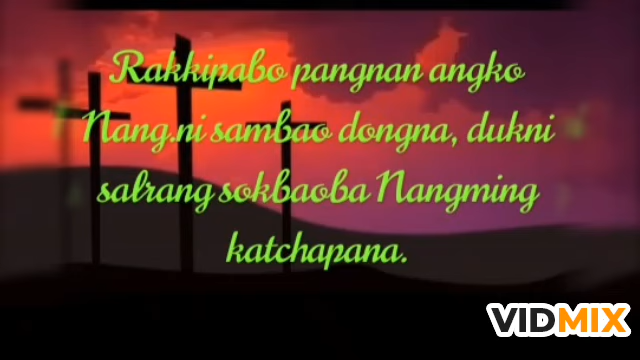 Rakkipabo pangnan angko
Nang.ni sambao dongna, dukni
salrang sokbaoba Nangming
katchapana.
VIDMIX